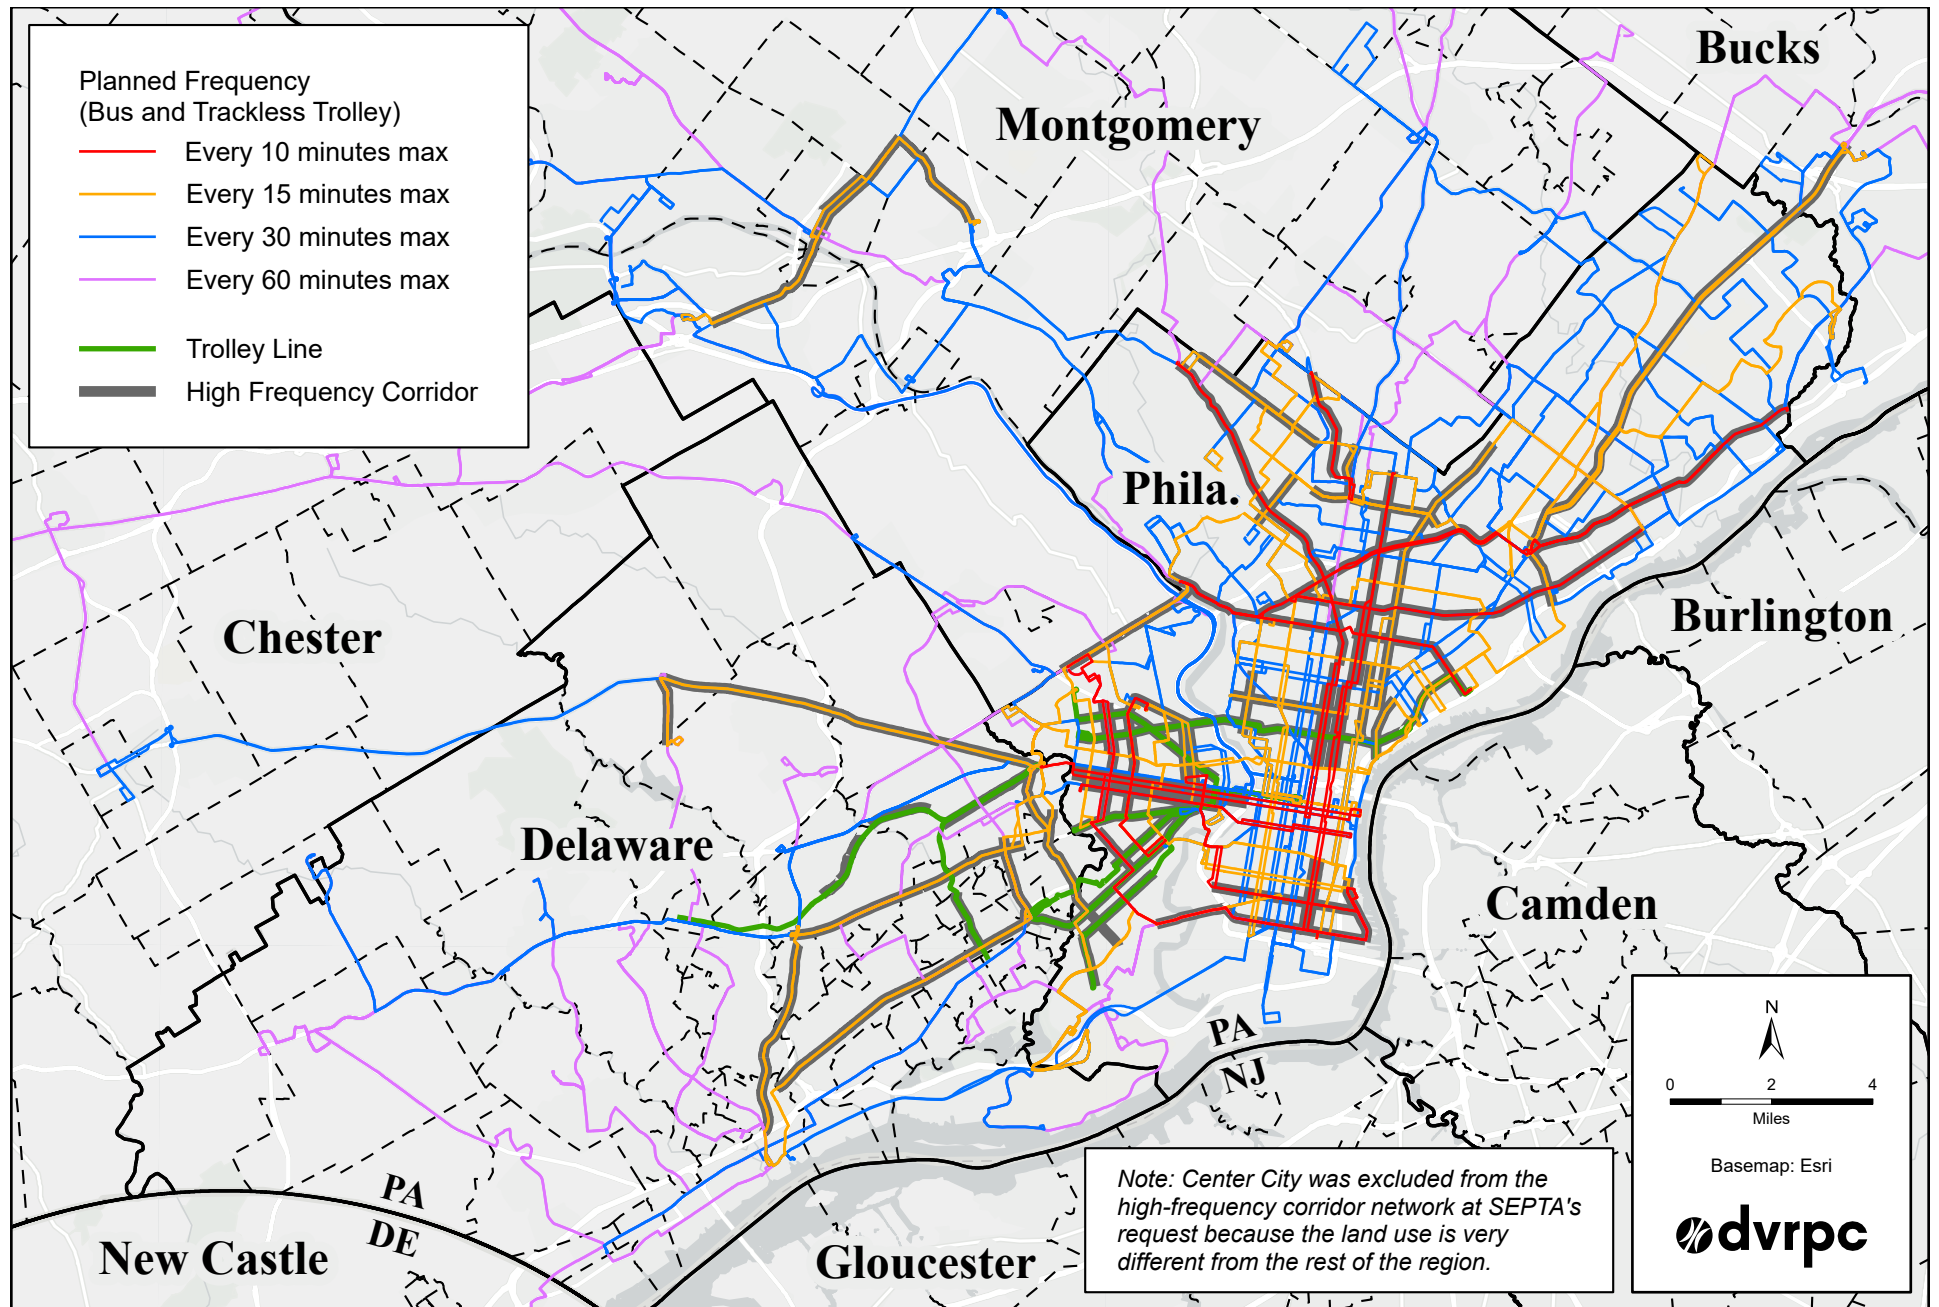 Planned Frequency
(Bus and Trackless Trolley)
Every 10 minutes max
Every 15 minutes max
Every 30 minutes max
Every 60 minutes max
Trolley Line
High Frequency Corridor
Bucks
Montgomery
Phila.
Burlington
Chester
Delaware
Camden
PA
NJ
PA
DE
New Castle
Gloucester
Note: Center City was excluded from the
high-frequency corridor network at SEPTA's
request because the land use is very
different from the rest of the region.
N
0 2 4
Miles
Basemap: Esri
dvrpc